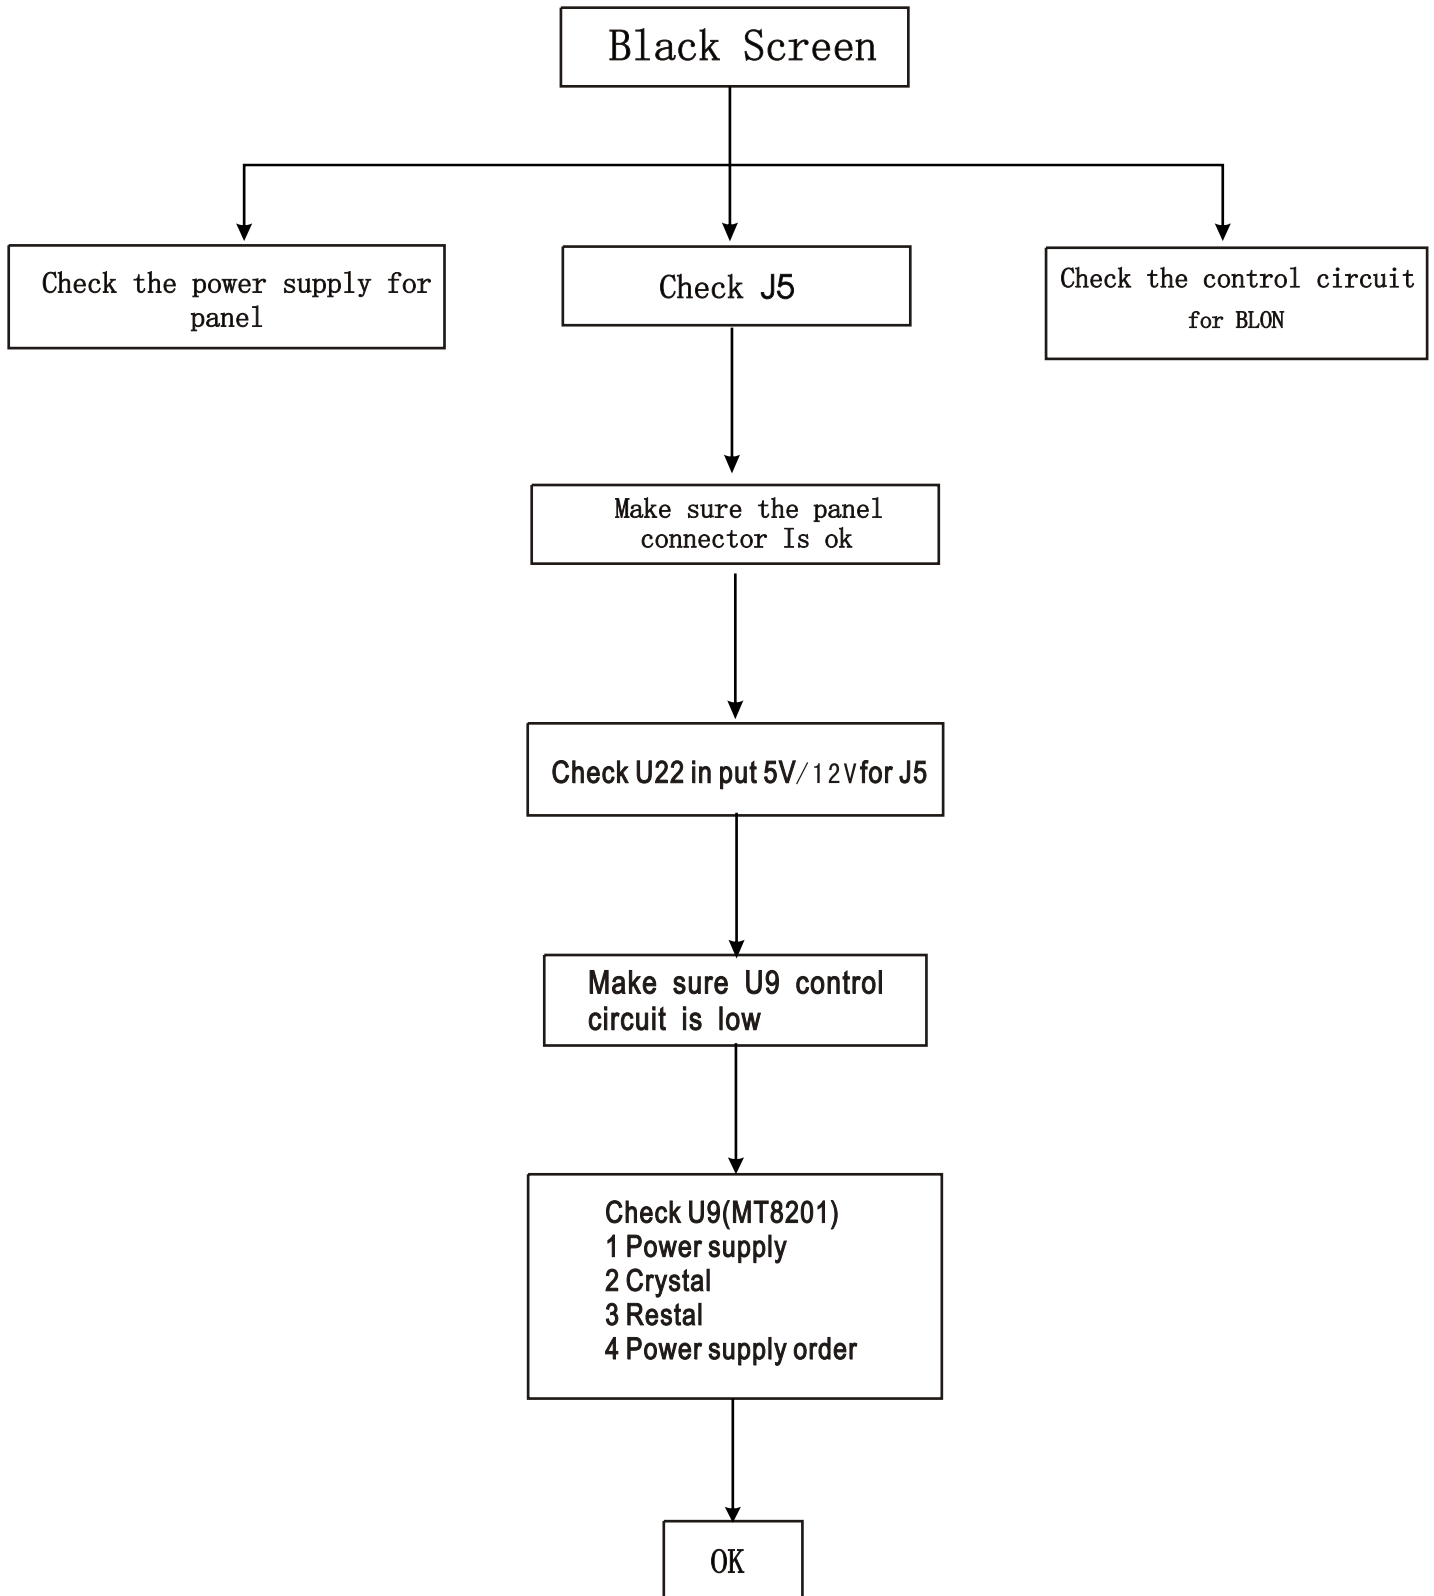 Black Screen
Check the power supply for
panel
Check J5
Check the control circuit
for BLON
Make sure the panel
connector Is ok
Check U22 in put 5V/12V for J5
Make sure U9 control
circuit is low
Check U9(MT8201)
1 Power supply
2 Crystal
3 Restal
4 Power supply order
OK